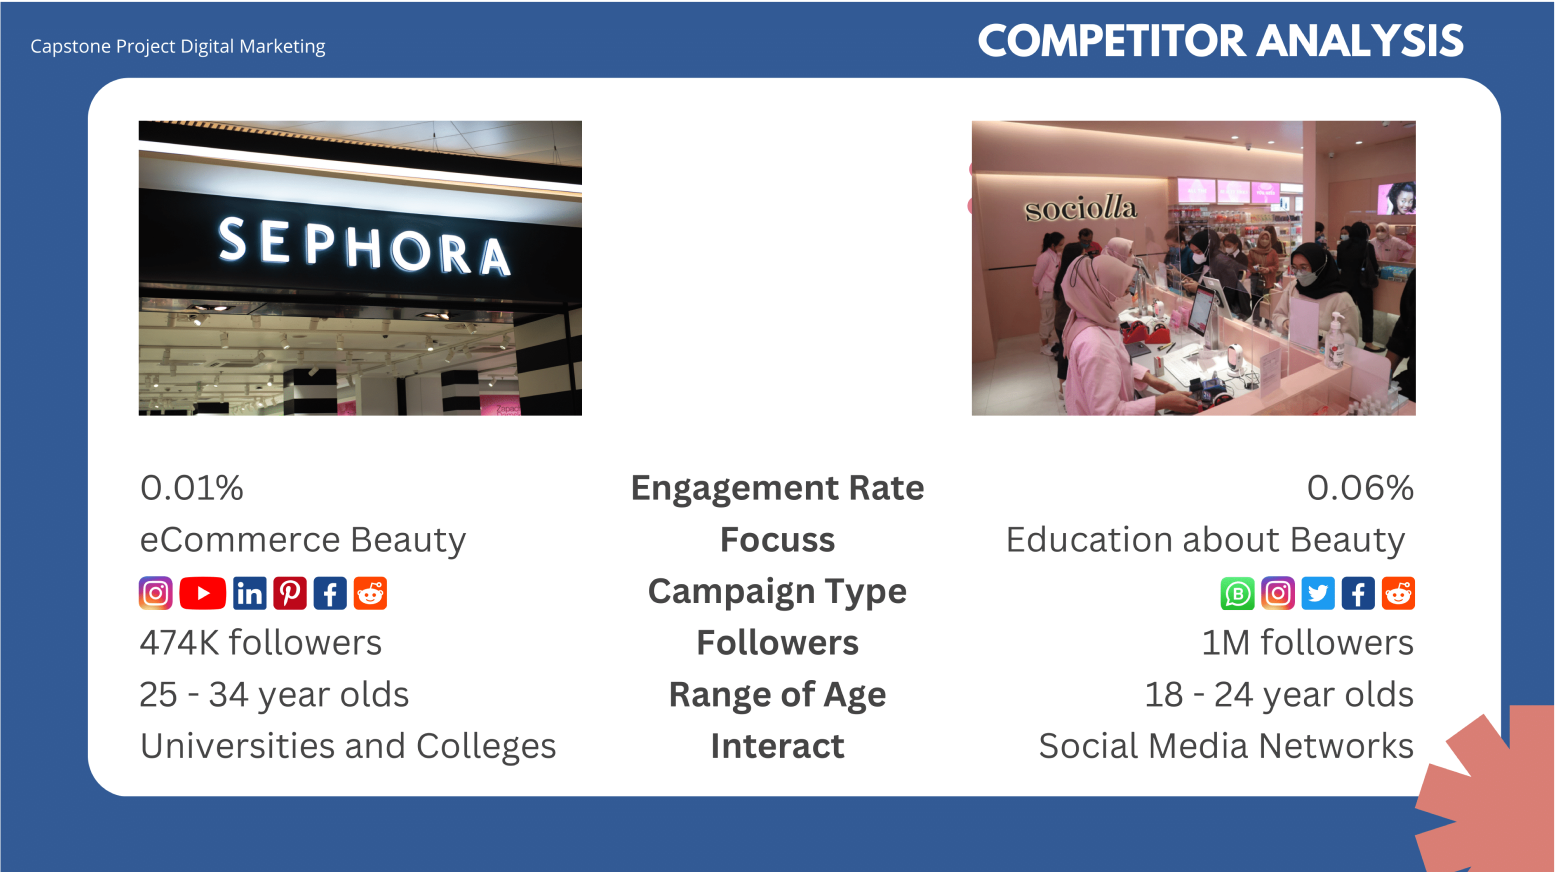 Capstone Project Digital Marketing
COMPETITOR ANALYSIS
SEPHORA
sociolla
0.01% Engagement Rate 0.06%
eCommerce Beauty Focuss Education about Beauty
Campaign Type
474K followers Followers 1M followers
25 - 34 year olds Range of Age 18 - 24 year olds
Universities and Colleges Interact Social Media Networks